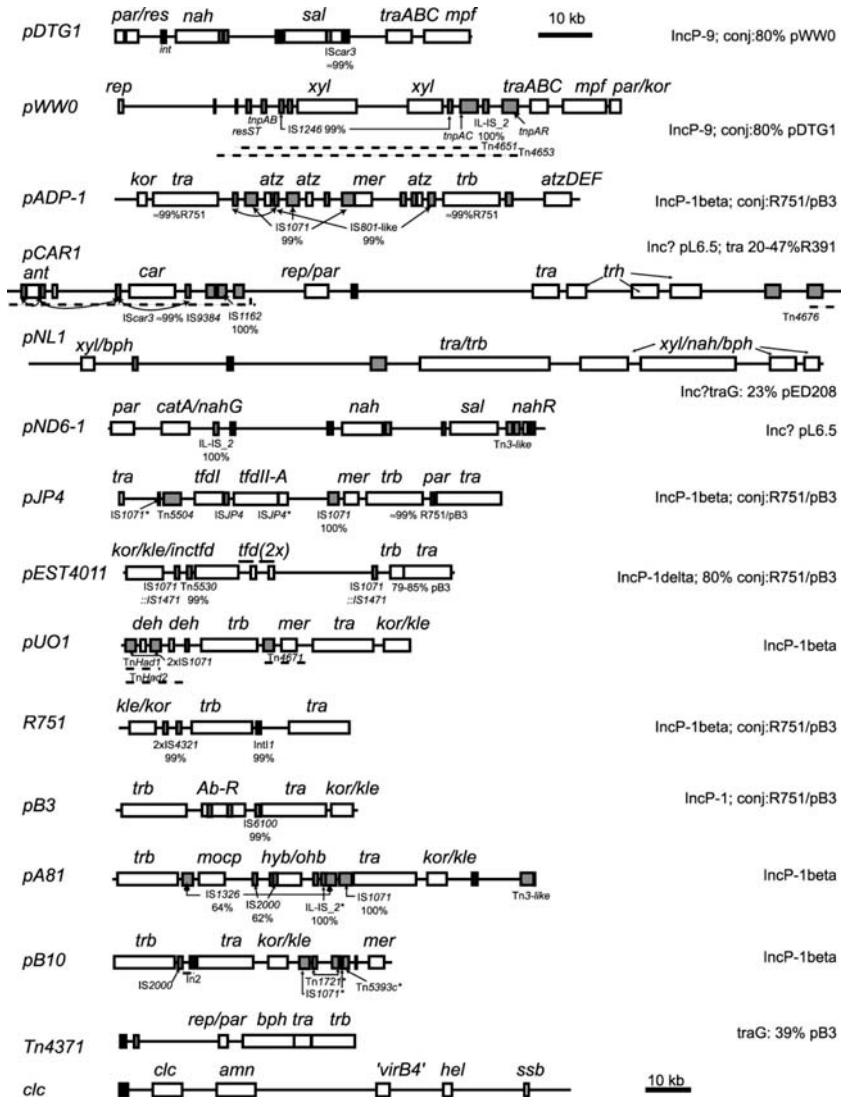 par/res nah sal traABC mpf 10 kb
pDTG1 IncP-9; conj:80% pWW0
int IScar3
≈99%
rep xyl xyl traABC mpf par/kor
pWW0
tnpAB IS1246 99% IL-IS_2 tnpAR
resST tnpAC 100%
Tn4651
Tn4653
IncP-9; conj:80% pDTG1
kor tra atz atz mer atz trb atzDEF
pADP-1 IncP-1beta; conj:R751/pB3
≈99%R751 IS1071 IS801-like ≈99%R751
99% 99%
pCAR1 Inc? pL6.5; tra 20-47%R391
ant car rep/par tra trh
IScar3 ≈99% IS9384 IS1162 Tn4676
100%
pNL1
xyl/bph tra/trb xyl/nah/bph
Inc?traG: 23% pED208
par catA/nahG nah sal nahR
pND6-1 Inc? pL6.5
IL-IS_2 Tn3-like
100%
tra tfdI tfdII-A mer trb par tra
pJP4 IncP-1beta; conj:R751/pB3
IS1071* Tn5504 ISJP4 ISJP4* IS1071 ≈99% R751/pB3
100%
kor/kle/inctfd tfd(2x) trb tra
pEST4011 IncP-1delta; 80% conj:R751/pB3
IS1071 Tn5530 IS1071 79-85% pB3
::IS1471 99% ::IS1471
deh deh trb mer tra kor/kle
pUO1 IncP-1beta
TnHad1 2xIS1071 Tn4671
TnHad2
kle/kor trb tra
R751 IncP-1beta; conj:R751/pB3
2xIS4321 IntI1
99% 99%
trb Ab-R tra kor/kle
pB3 IncP-1; conj:R751/pB3
IS6100
99%
trb mocp hyb/ohb tra kor/kle
pA81 IncP-1beta
IS1326 IS2000 IL-IS_2* IS1071 Tn3-like
64% 62% 100% 100%
trb tra kor/kle mer
pB10 IncP-1beta
IS2000 Tn2 Tn1721* Tn5393c*
IS1071*
rep/par bph tra trb
Tn4371 traG: 39% pB3
clc amn 'virB4' hel ssb
clc 10 kb